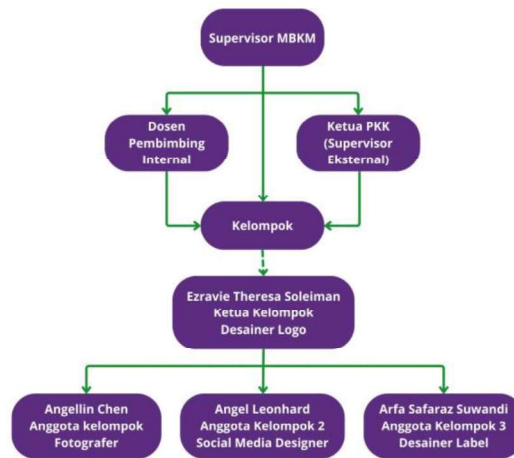 Supervisor MBKM
Dosen
Pembimbing
Internal
Ketua PKK
(Supervisor
Eksternal)
Kelompok
Ezravie Theresa Soleiman
Ketua Kelompok
Desainer Logo
Angellin Chen
Anggota kelompok
Fotografer
Angel Leonhard
Anggota Kelompok 2
Social Media Designer
Arfa Safaraz Suwandi
Anggota Kelompok 3
Desainer Label